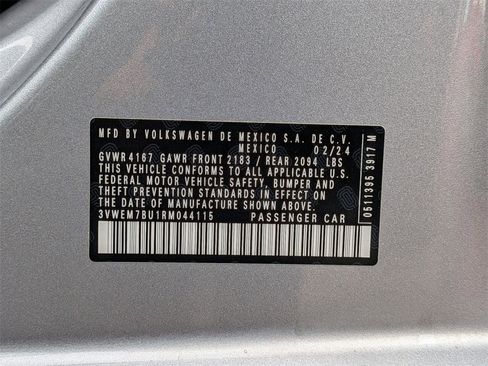 MFD BY VOLKSWAGEN DE MEXICO S.A. DE C.V.
MEXICO 02/24
GVWR 4167 GAWR FRONT 2183 / REAR 2094 LBS
THIS VEHICLE CONFORMS TO ALL APPLICABLE U.S.
FEDERAL MOTOR VEHICLE SAFETY, BUMPER AND
THEFT PREVENTION STANDARDS IN EFFECT ON
THE DATE OF MANUFACTURE SHOWN ABOVE.
3VWEM7BU1RM044115 PASSENGER CAR
0511395 3917 M